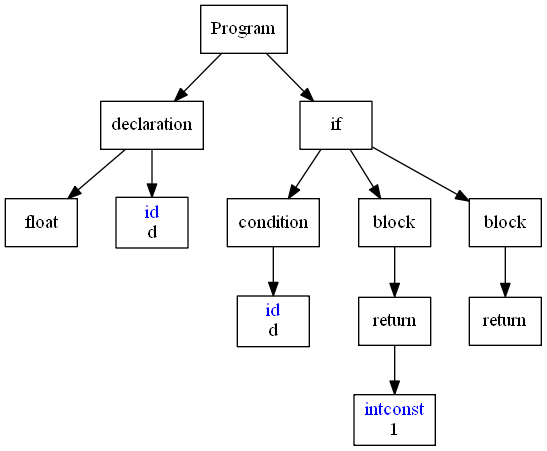 Program
declaration
if
float
id
d
condition
block
block
id
d
return
return
intconst
1